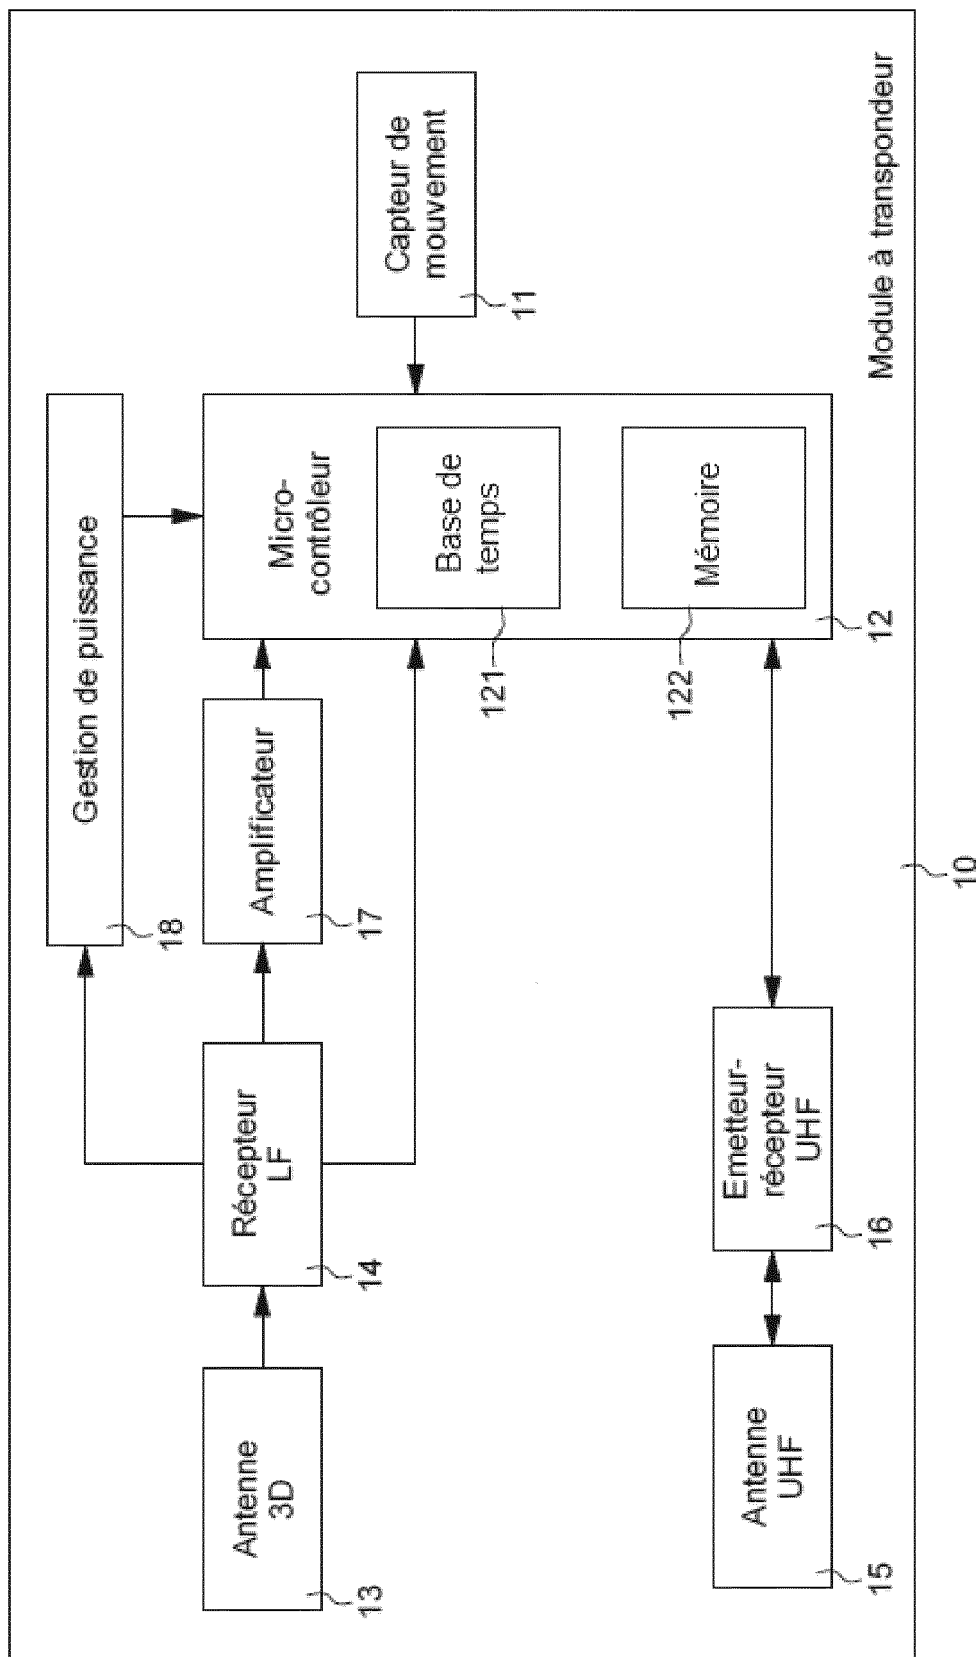 Gestion de puissance
18
Antenne
3D
13
Récepteur
LF
14
Amplificateur
17
Micro-
contrôleur
Base de
temps
121
Mémoire
122
12
Capteur de
mouvement
11
Antenne
UHF
15
Emetteur-
récepteur
UHF
16
Module à transpondeur
10